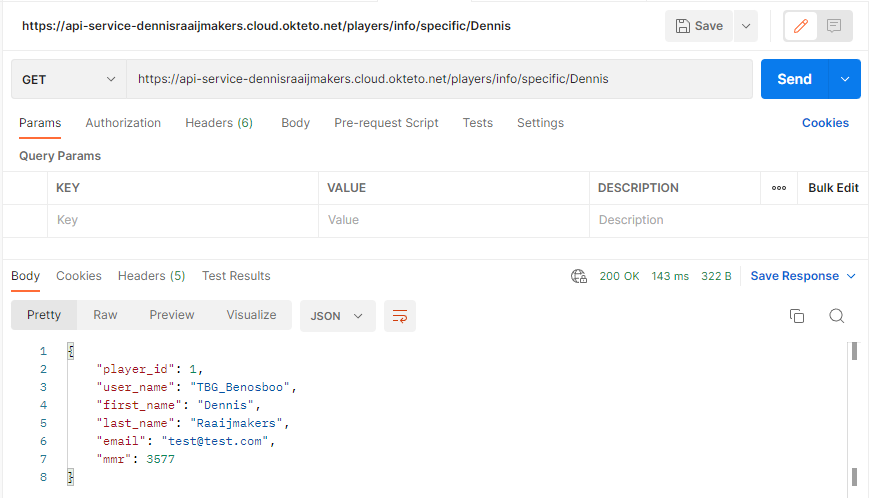 https://api-service-dennisraaijmakers.cloud.okteto.net/players/info/specific/Dennis Save
GET https://api-service-dennisraaijmakers.cloud.okteto.net/players/info/specific/Dennis Send
Params Authorization Headers (6) Body Pre-request Script Tests Settings Cookies
Query Params
KEY VALUE DESCRIPTION ooo Bulk Edit
Key Value Description
Body Cookies Headers (5) Test Results 200 OK 143 ms 322 B Save Response
Pretty Raw Preview Visualize JSON
1 {
2 "player_id": 1,
3 "user_name": "TBG_Benosboo",
4 "first_name": "Dennis",
5 "last_name": "Raaijmakers",
6 "email": "test@test.com",
7 "mmr": 3577
8 }